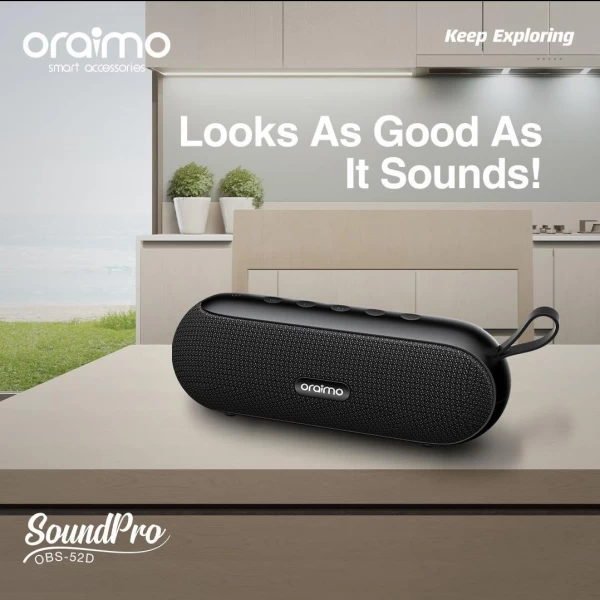 oraimo
smart accessories
Keep Exploring
Looks As Good As
It Sounds!
oraimo
SoundPro
OBS-52D